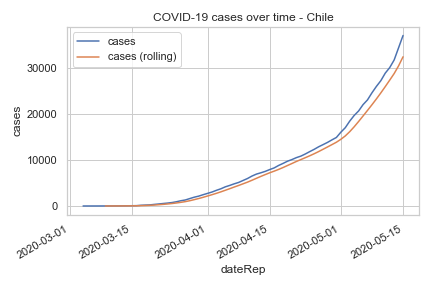 COVID-19 cases over time - Chile
cases
cases (rolling)
cases
30000
20000
10000
0
2020-03-01
2020-03-15
2020-04-01
2020-04-15
2020-05-01
2020-05-15
dateRep